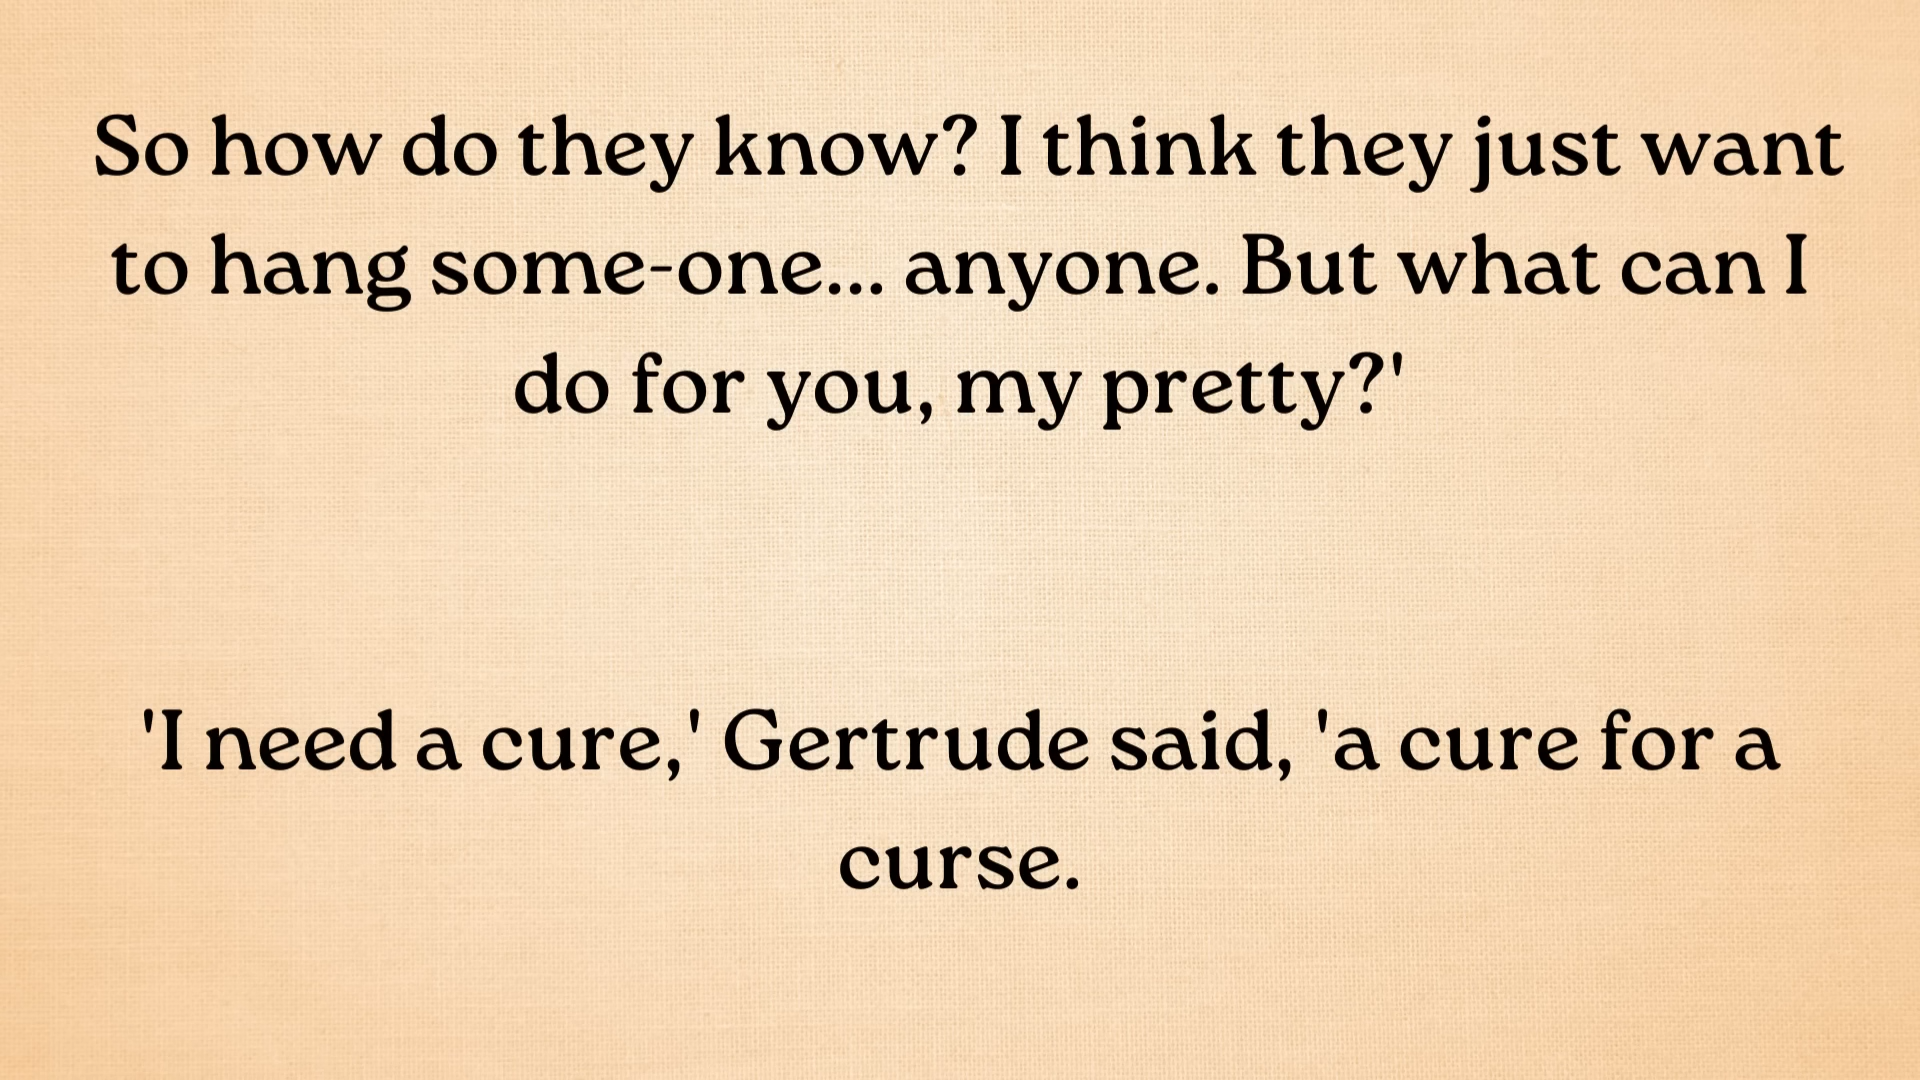 So how do they know? I think they just want
to hang some-one... anyone. But what can I
do for you, my pretty?'
'I need a cure,' Gertrude said, 'a cure for a
curse.